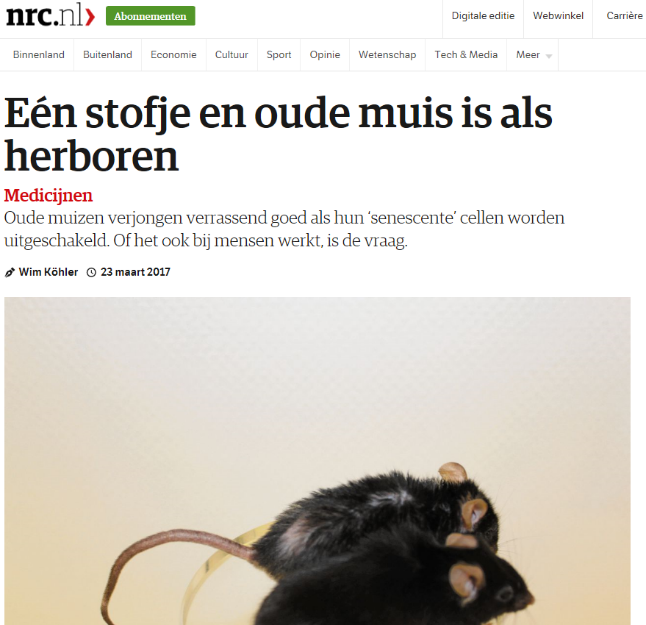 nrc.nl Abonnementen Digitale editie Webwinkel Carrière
Binnenland Buitenland Economie Cultuur Sport Opinie Wetenschap Tech & Media Meer
Eén stofje en oude muis is als
herboren
Medicijnen
Oude muizen verjongen verrassend goed als hun ‘senescente’ cellen worden
uitgeschakeld. Of het ook bij mensen werkt, is de vraag.
Wim Köhler 23 maart 2017